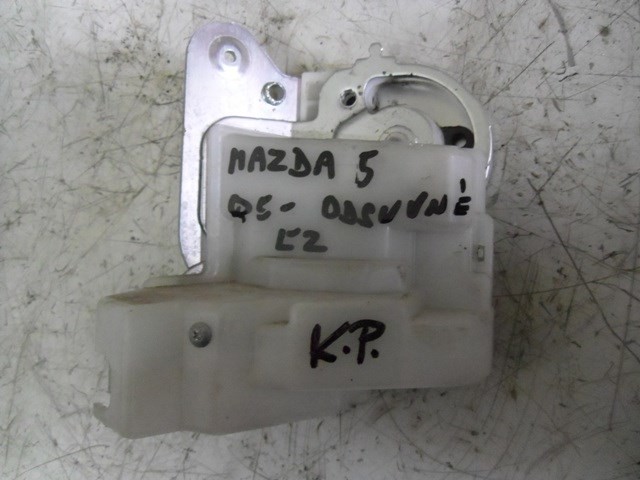 MAZDA 5
05- ODSUVNÉ
LZ
K.P.